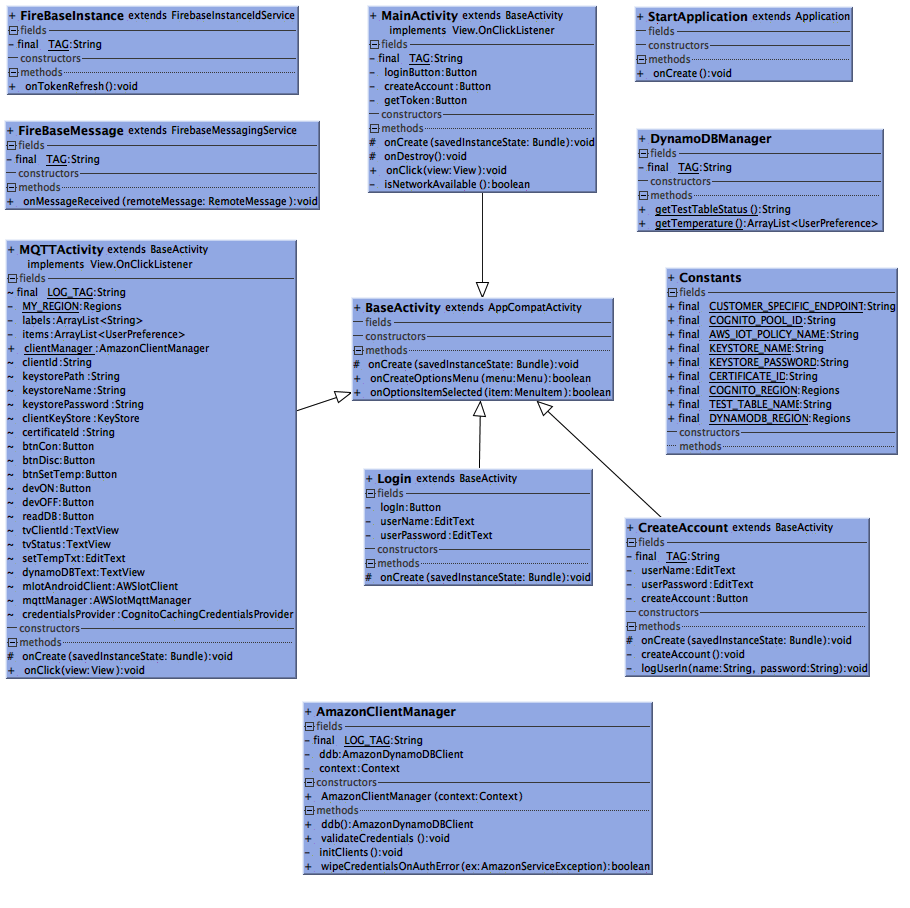 + FireBaseInstance extends FirebaseInstanceIdService
fields
- final TAG:String
constructors
methods
+ onTokenRefresh():void
+ MainActivity extends BaseActivity
implements View.OnClickListener
fields
- final TAG:String
- loginButton:Button
- createAccount:Button
- getToken:Button
constructors
methods
# onCreate(savedInstanceState: Bundle):void
# onDestroy():void
+ onClick(view:View):void
- isNetworkAvailable():boolean
+ StartApplication extends Application
fields
constructors
methods
+ onCreate():void
+ FireBaseMessage extends FirebaseMessagingService
fields
- final TAG:String
constructors
methods
+ onMessageReceived(remoteMessage: RemoteMessage):void
+ DynamoDBManager
fields
- final TAG:String
constructors
methods
+ getTestTableStatus():String
+ getTemperature():ArrayList<UserPreference>
+ MQTTActivity extends BaseActivity
implements View.OnClickListener
fields
~ final LOG_TAG:String
- MY_REGION:Regions
- labels:ArrayList<String>
- items:ArrayList<UserPreference>
+ clientManager:AmazonClientManager
~ clientId:String
~ keystorePath:String
~ keystoreName:String
~ keystorePassword:String
~ clientKeyStore:KeyStore
~ certificateId:String
~ btnCon:Button
~ btnDisc:Button
~ btnSetTemp:Button
~ devON:Button
~ devOFF:Button
~ readDB:Button
~ tvClientId:TextView
~ tvStatus:TextView
~ setTempTxt:EditText
~ dynamoDBText:TextView
~ mIotAndroidClient:AWSIotClient
~ mqttManager:AWSIotMqttManager
~ credentialsProvider:CognitoCachingCredentialsProvider
constructors
methods
# onCreate(savedInstanceState: Bundle):void
+ onClick(view:View):void
+ BaseActivity extends AppCompatActivity
fields
constructors
methods
# onCreate(savedInstanceState: Bundle):void
+ onCreateOptionsMenu(menu:Menu):boolean
+ onOptionsItemSelected(item:MenuItem):boolean
+ Constants
fields
+ final CUSTOMER_SPECIFIC_ENDPOINT:String
+ final COGNITO_POOL_ID:String
+ final AWS_IOT_POLICY_NAME:String
+ final KEYSTORE_NAME:String
+ final KEYSTORE_PASSWORD:String
+ final CERTIFICATE_ID:String
+ final COGNITO_REGION:Regions
+ final TEST_TABLE_NAME:String
+ final DYNAMODB_REGION:Regions
constructors
methods
+ Login extends BaseActivity
fields
- logIn:Button
- userName:EditText
- userPassword:EditText
constructors
methods
# onCreate(savedInstanceState: Bundle):void
+ CreateAccount extends BaseActivity
fields
- final TAG:String
- userName:EditText
- userPassword:EditText
- createAccount:Button
constructors
methods
# onCreate(savedInstanceState: Bundle):void
- createAccount():void
- logUserIn(name:String, password:String):void
+ AmazonClientManager
fields
- final LOG_TAG:String
- ddb:AmazonDynamoDBClient
- context:Context
constructors
+ AmazonClientManager(context:Context)
methods
+ ddb():AmazonDynamoDBClient
+ validateCredentials():void
- initClients():void
+ wipeCredentialsOnAuthError(ex:AmazonServiceException):boolean